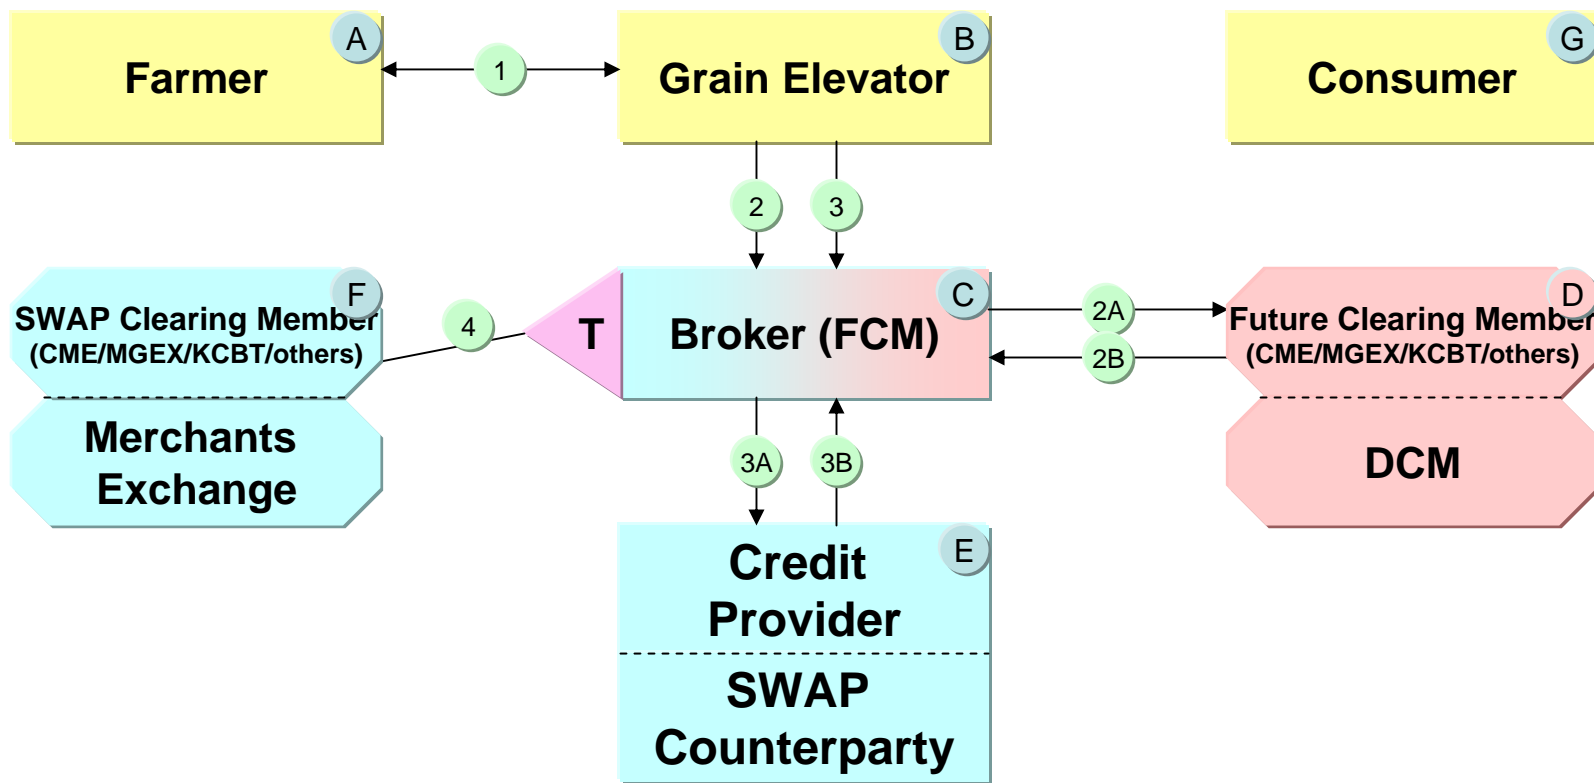 A
B
G
Farmer
1
Grain Elevator
Consumer
2
3
F
C
D
SWAP Clearing Member
(CME/MGEX/KCBT/others)
4
T
Broker (FCM)
2A
2B
Future Clearing Member
(CME/MGEX/KCBT/others)
Merchants
Exchange
3A
3B
DCM
E
Credit
Provider
SWAP
Counterparty